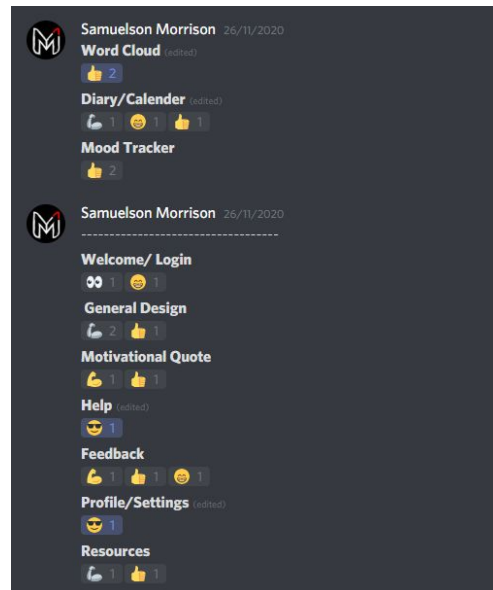 Samuelson Morrison 26/11/2020
Word Cloud (edited)
2
Diary/Calender (edited)
1 1 1
Mood Tracker
2
Samuelson Morrison 26/11/2020
-----------------------------------
Welcome/ Login
1 1
General Design
2 1
Motivational Quote
1 1
Help (edited)
1
Feedback
1 1 1
Profile/Settings (edited)
1
Resources
1 1